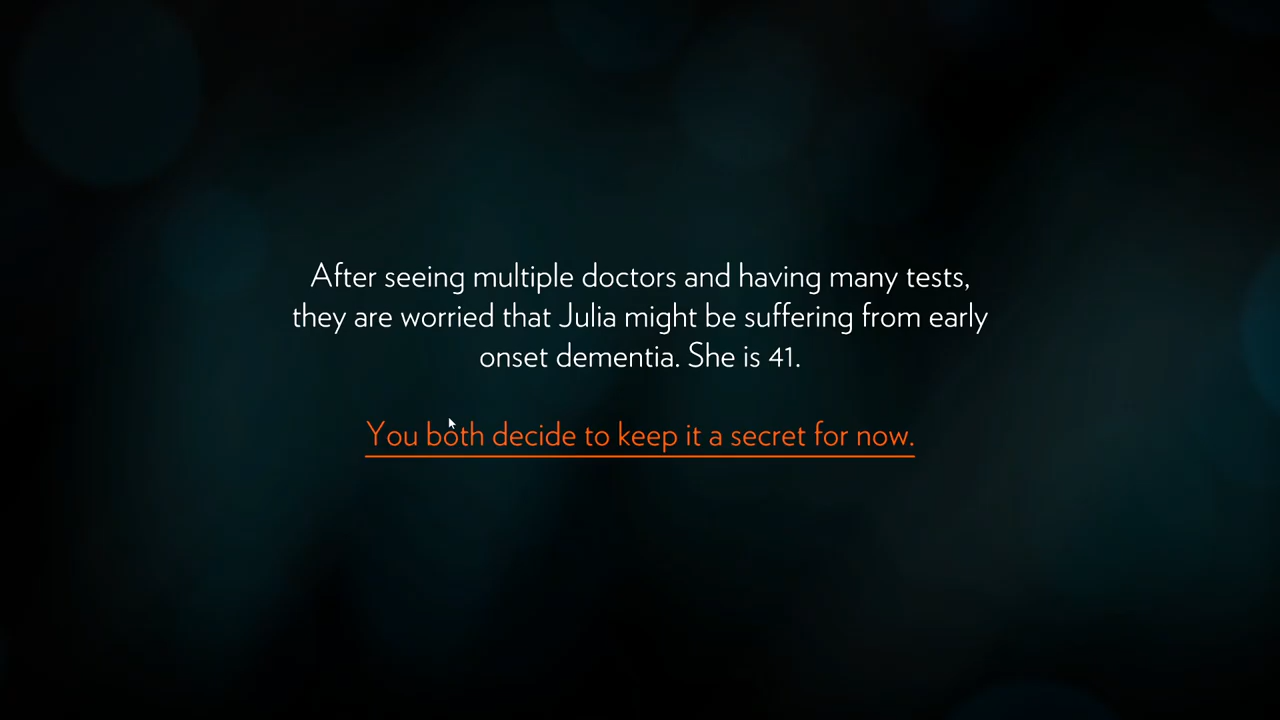 After seeing multiple doctors and having many tests,
they are worried that Julia might be suffering from early
onset dementia. She is 41.
You both decide to keep it a secret for now.